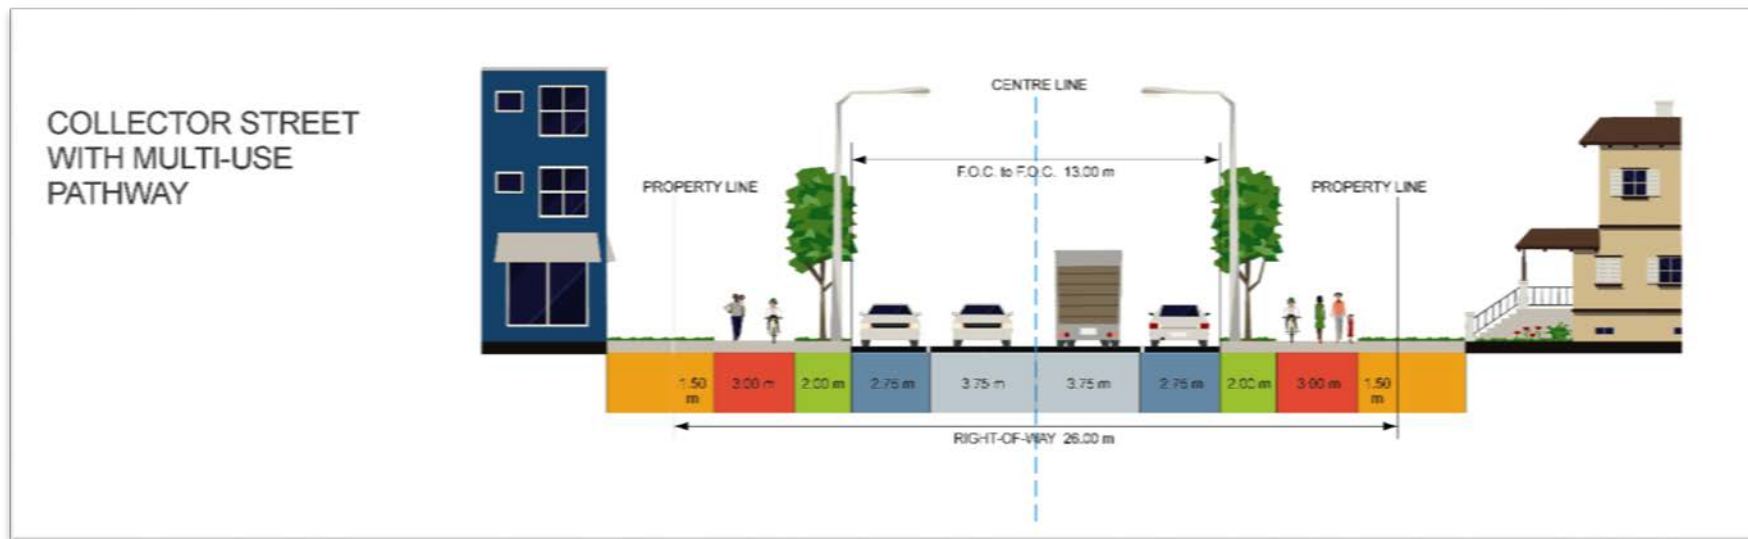 COLLECTOR STREET
WITH MULTI-USE
PATHWAY
CENTRE LINE
F.O.C. to F.O.C. 13.00 m
PROPERTY LINE
PROPERTY LINE
1.50
m
3.00 m
2.00 m
2.75 m
3.75 m
3.75 m
2.75 m
2.00 m
3.00 m
1.50
m
RIGHT-OF-WAY 26.00 m